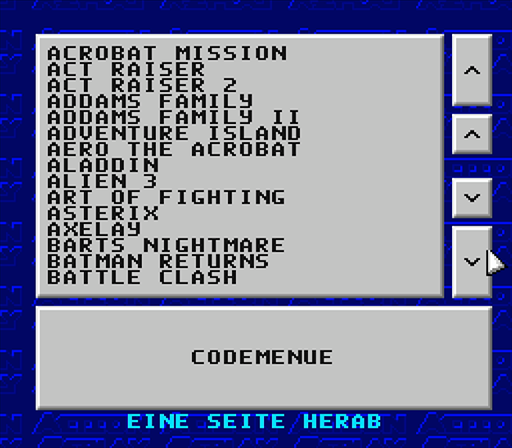 ACROBAT MISSION
ACT RAISER
ACT RAISER 2
ADDAMS FAMILY
ADDAMS FAMILY II
ADVENTURE ISLAND
AERO THE ACROBAT
ALADDIN
ALIEN 3
ART OF FIGHTING
ASTERIX
AXELAY
BARTS NIGHTMARE
BATMAN RETURNS
BATTLE CLASH
CODEMENUE
EINE SEITE HERAB